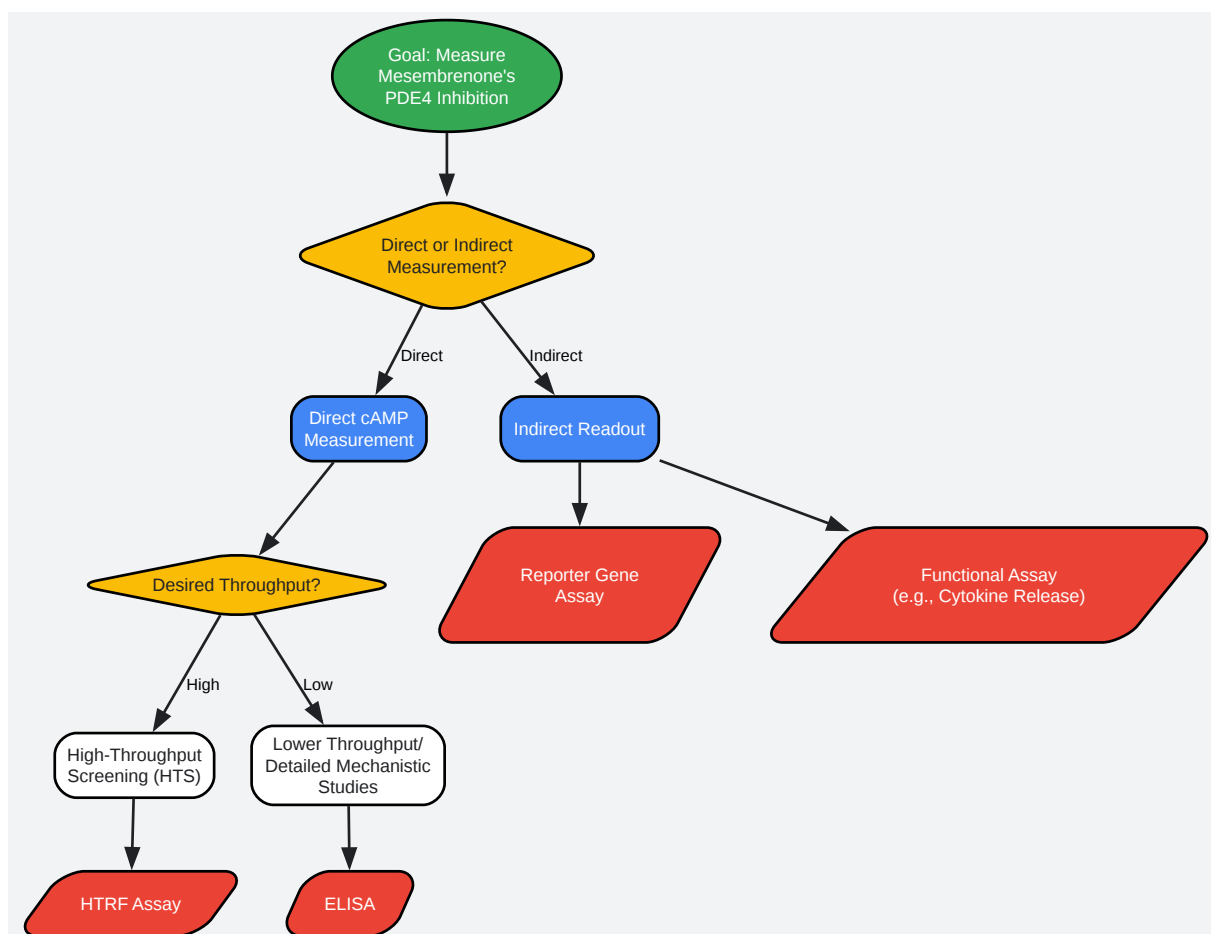 Goal: Measure
Mesembrenone's
PDE4 Inhibition
Direct or Indirect
Measurement?
Direct
Indirect
Direct cAMP
Measurement
Indirect Readout
Reporter Gene
Assay
Functional Assay
(e.g., Cytokine Release)
Desired Throughput?
High
Low
High-Throughput
Screening (HTS)
Lower Throughput/
Detailed Mechanistic
Studies
HTRF Assay
ELISA